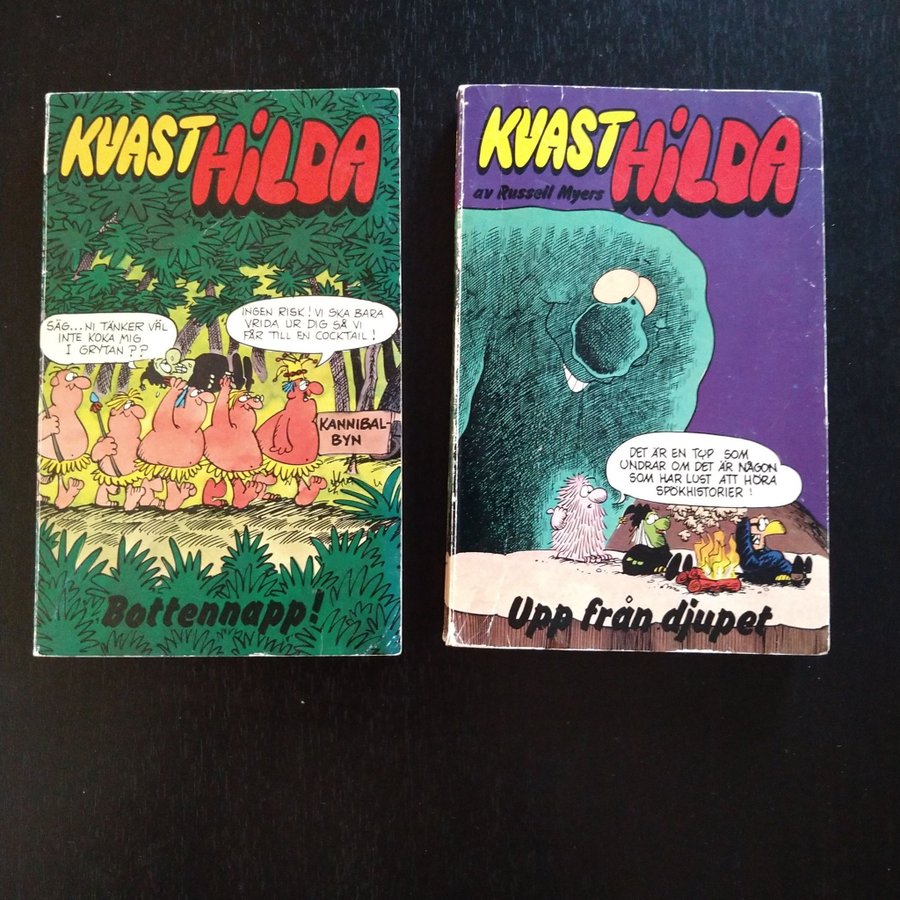 KVAST HILDA
SÄG...NI TÄNKER VÄL
INTE KOKA MIG
I GRYTAN??
INGEN RISK! VI SKA BARA
VRIDA UR DIG SÅ VI
FÅR TILL EN COCKTAIL!
KANNIBAL-
BYN
Bottennapp!
KVAST HILDA
av Russell Myers
DET ÄR EN TYP SOM
UNDRAR OM DET ÄR NÅGON
SOM HAR LUST ATT HÖRA
SPÖKHISTORIER!
Upp från djupet